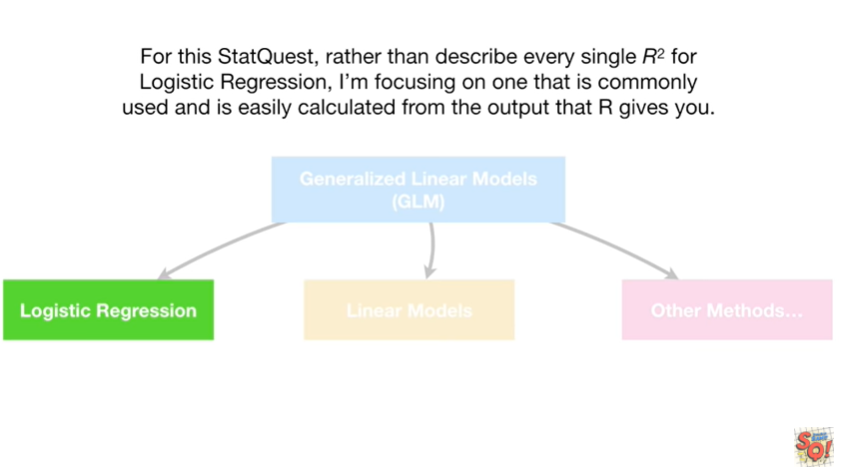 For this StatQuest, rather than describe every single R² for
Logistic Regression, I'm focusing on one that is commonly
used and is easily calculated from the output that R gives you.
Generalized Linear Models
(GLM)
Logistic Regression
Linear Models
Other Methods...
SQ!